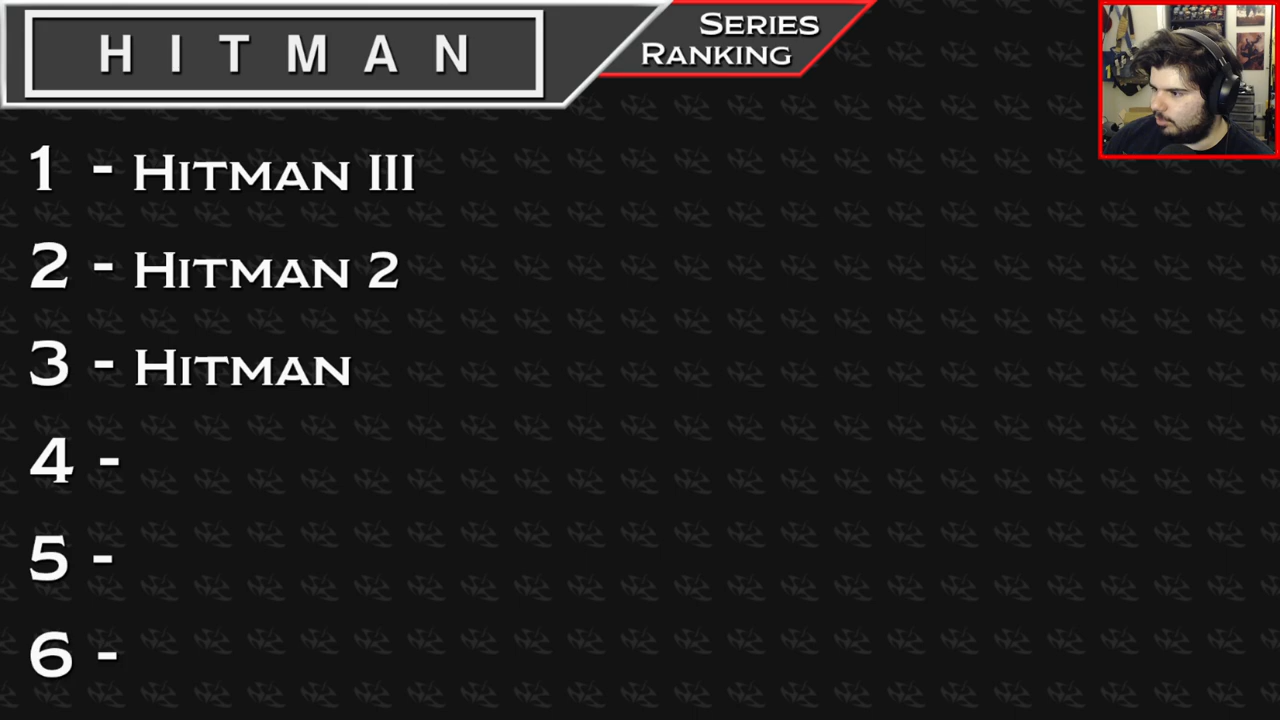 HITMAN
SERIES
RANKING
1 - HITMAN III
2 - HITMAN 2
3 - HITMAN
4 -
5 -
6 -